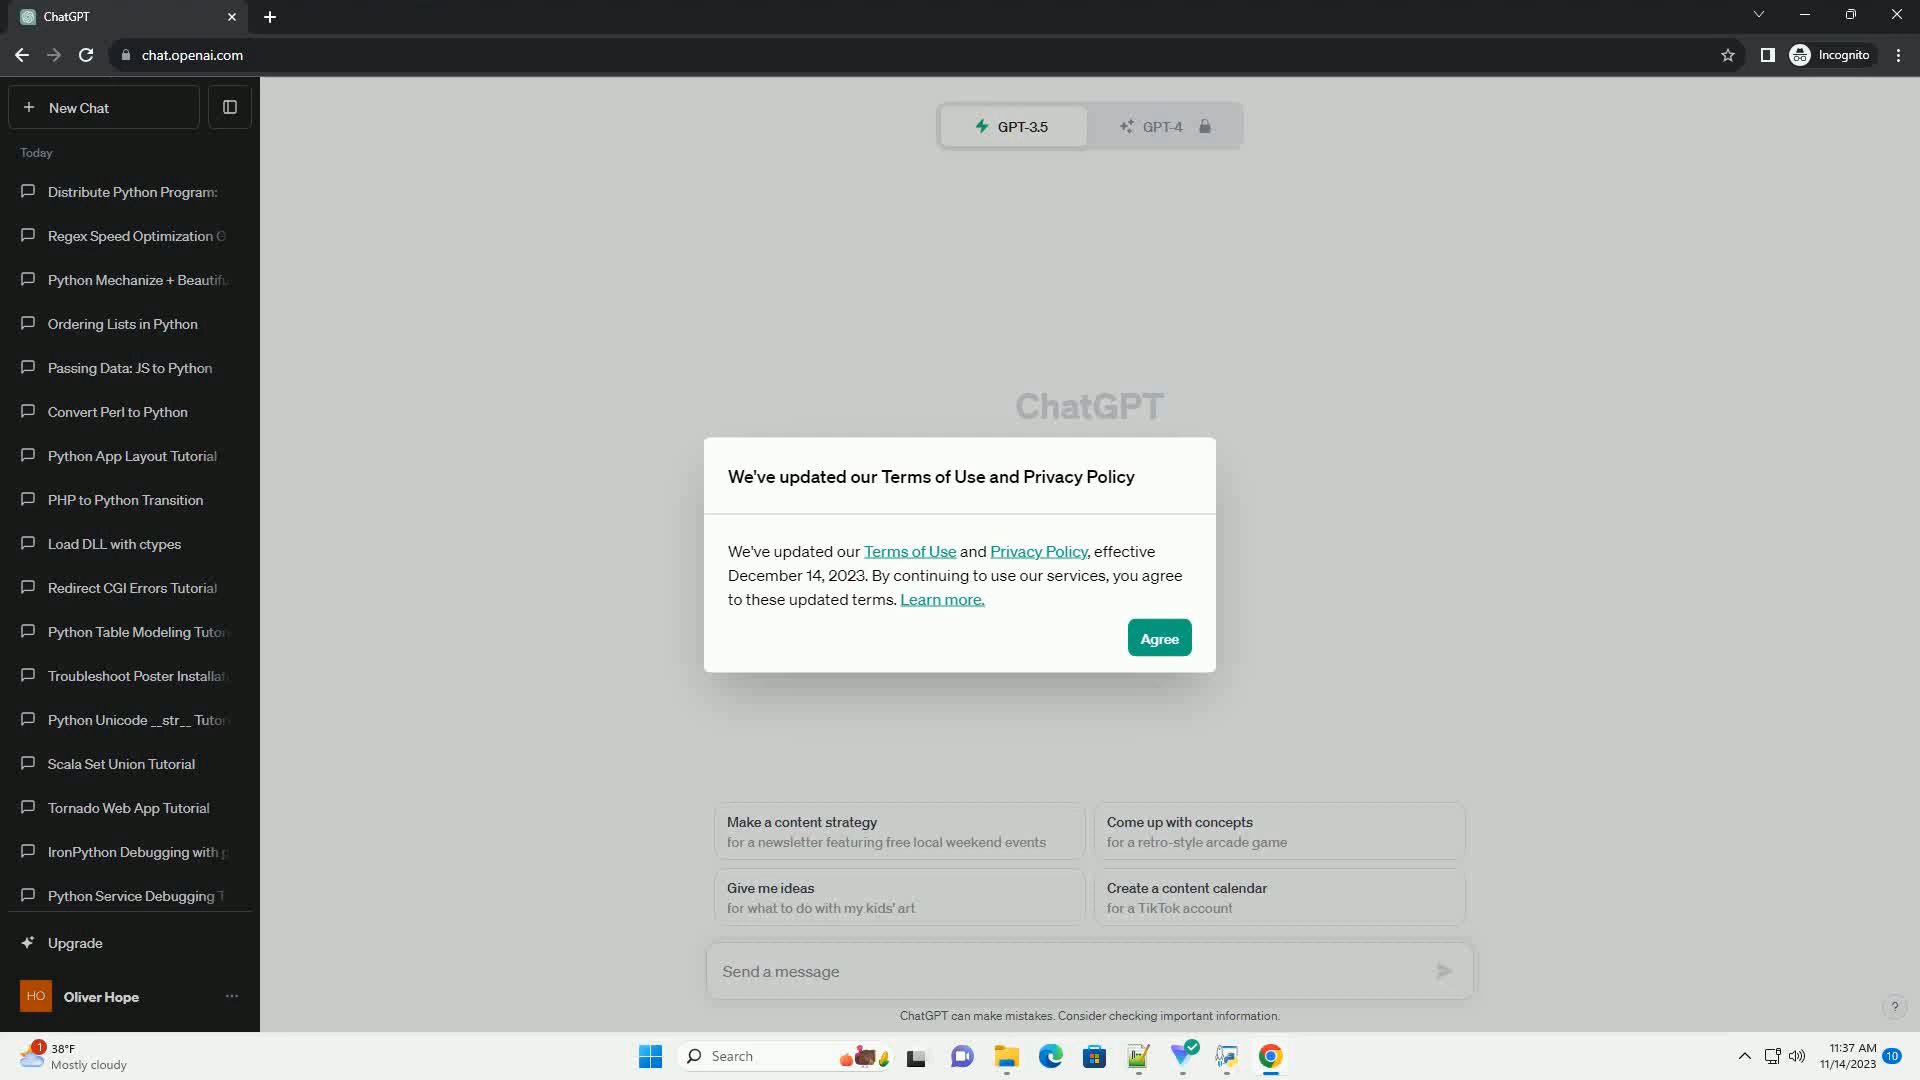 ChatGPT
chat.openai.com
Incognito
New Chat
GPT-3.5
GPT-4
Today
Distribute Python Program:
Regex Speed Optimization
Python Mechanize +
Ordering Lists in Python
Passing Data: JS to Python
Convert Perl to Python
Python App Layout Tutorial
PHP to Python Transition
Load DLL with ctypes
Redirect CGI Errors Tutorial
Python Table Modeling
Troubleshoot Poster
Python Unicode __str__
Scala Set Union Tutorial
Tornado Web App Tutorial
IronPython Debugging with
Python Service Debugging
Upgrade
HO
Oliver Hope
ChatGPT
We've updated our Terms of Use and Privacy Policy
We've updated our Terms of Use and Privacy Policy, effective
December 14, 2023. By continuing to use our services, you agree
to these updated terms. Learn more.
Agree
Make a content strategy
for a newsletter featuring free local weekend events
Come up with concepts
for a retro-style arcade game
Give me ideas
for what to do with my kids' art
Create a content calendar
for a TikTok account
Send a message
ChatGPT can make mistakes. Consider checking important information.
?
1
38°F
Mostly cloudy
Search
11:37 AM
11/14/2023
10